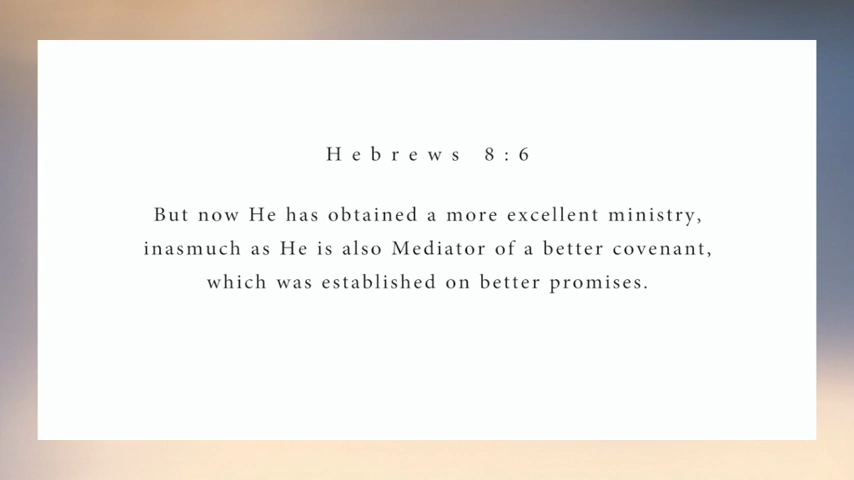 Hebrews 8:6
But now He has obtained a more excellent ministry,
inasmuch as He is also Mediator of a better covenant,
which was established on better promises.